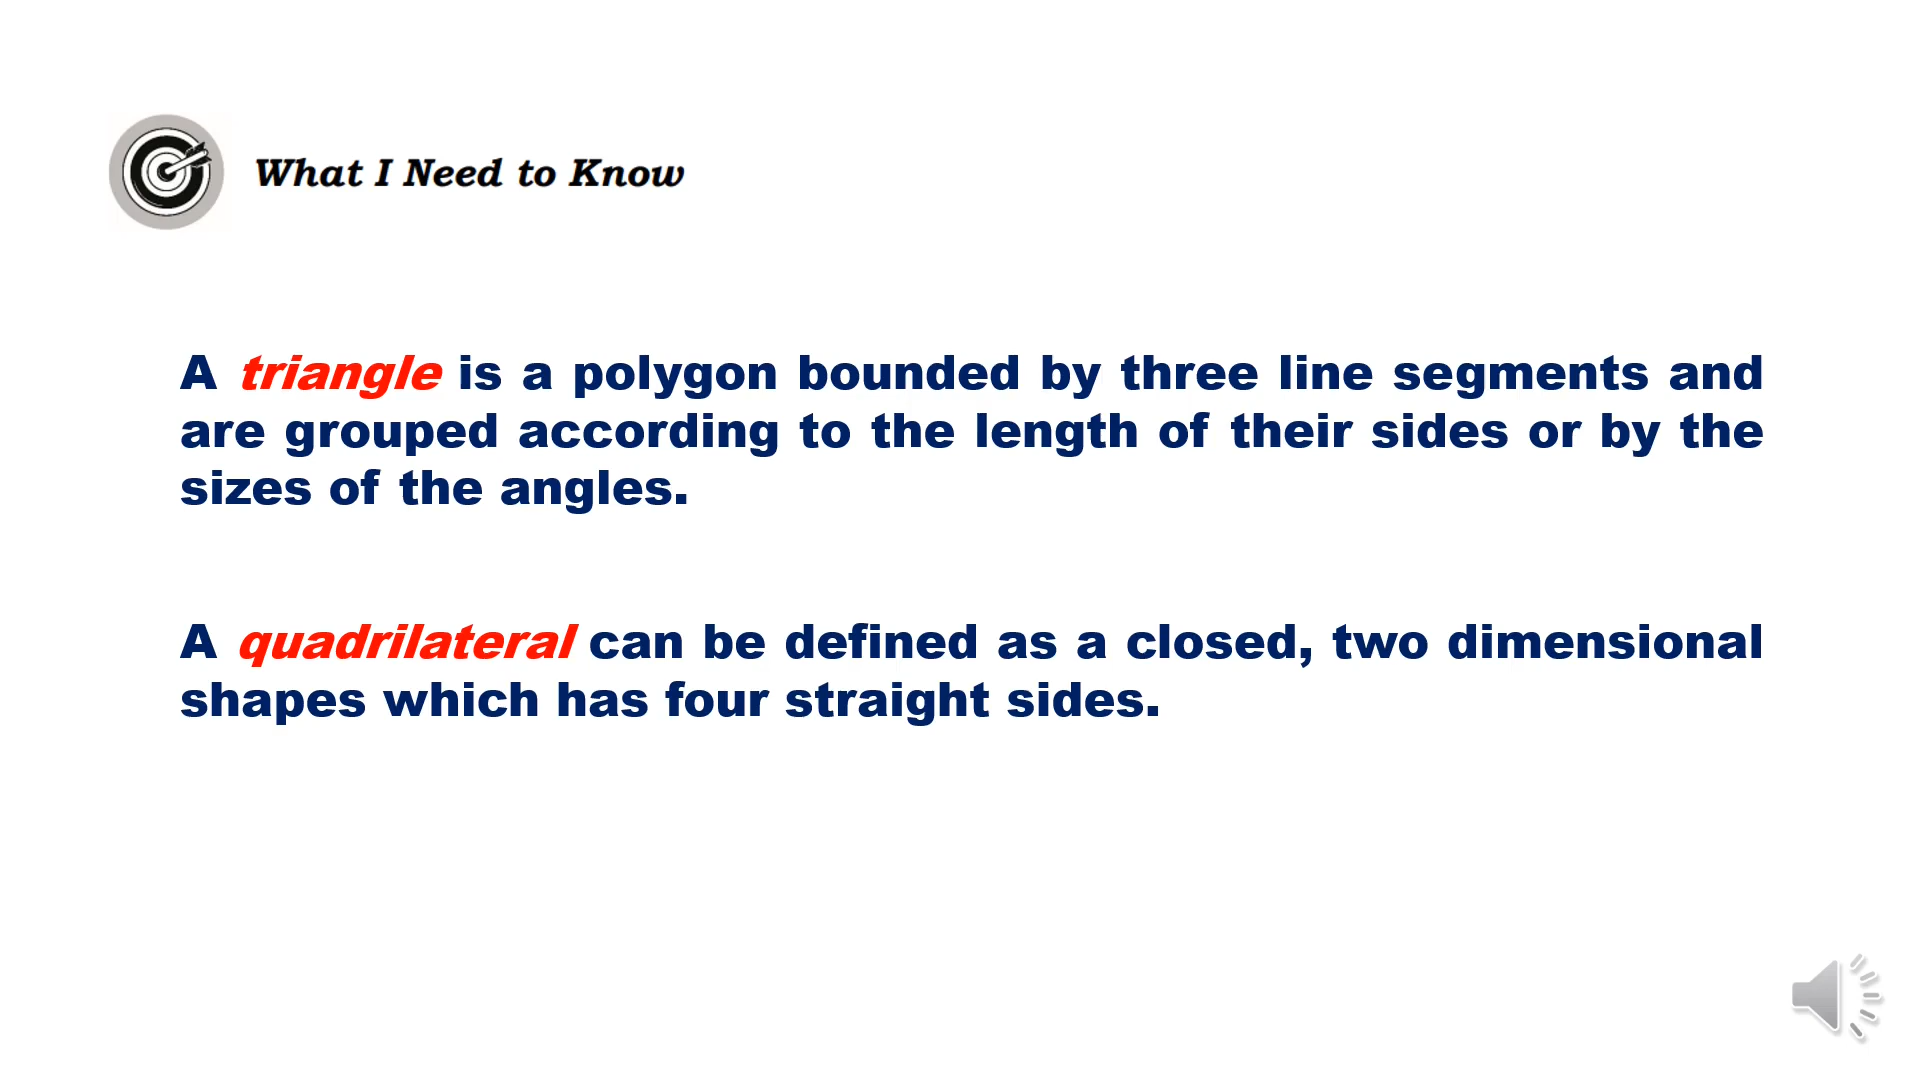 What I Need to Know
A triangle is a polygon bounded by three line segments and
are grouped according to the length of their sides or by the
sizes of the angles.
A quadrilateral can be defined as a closed, two dimensional
shapes which has four straight sides.